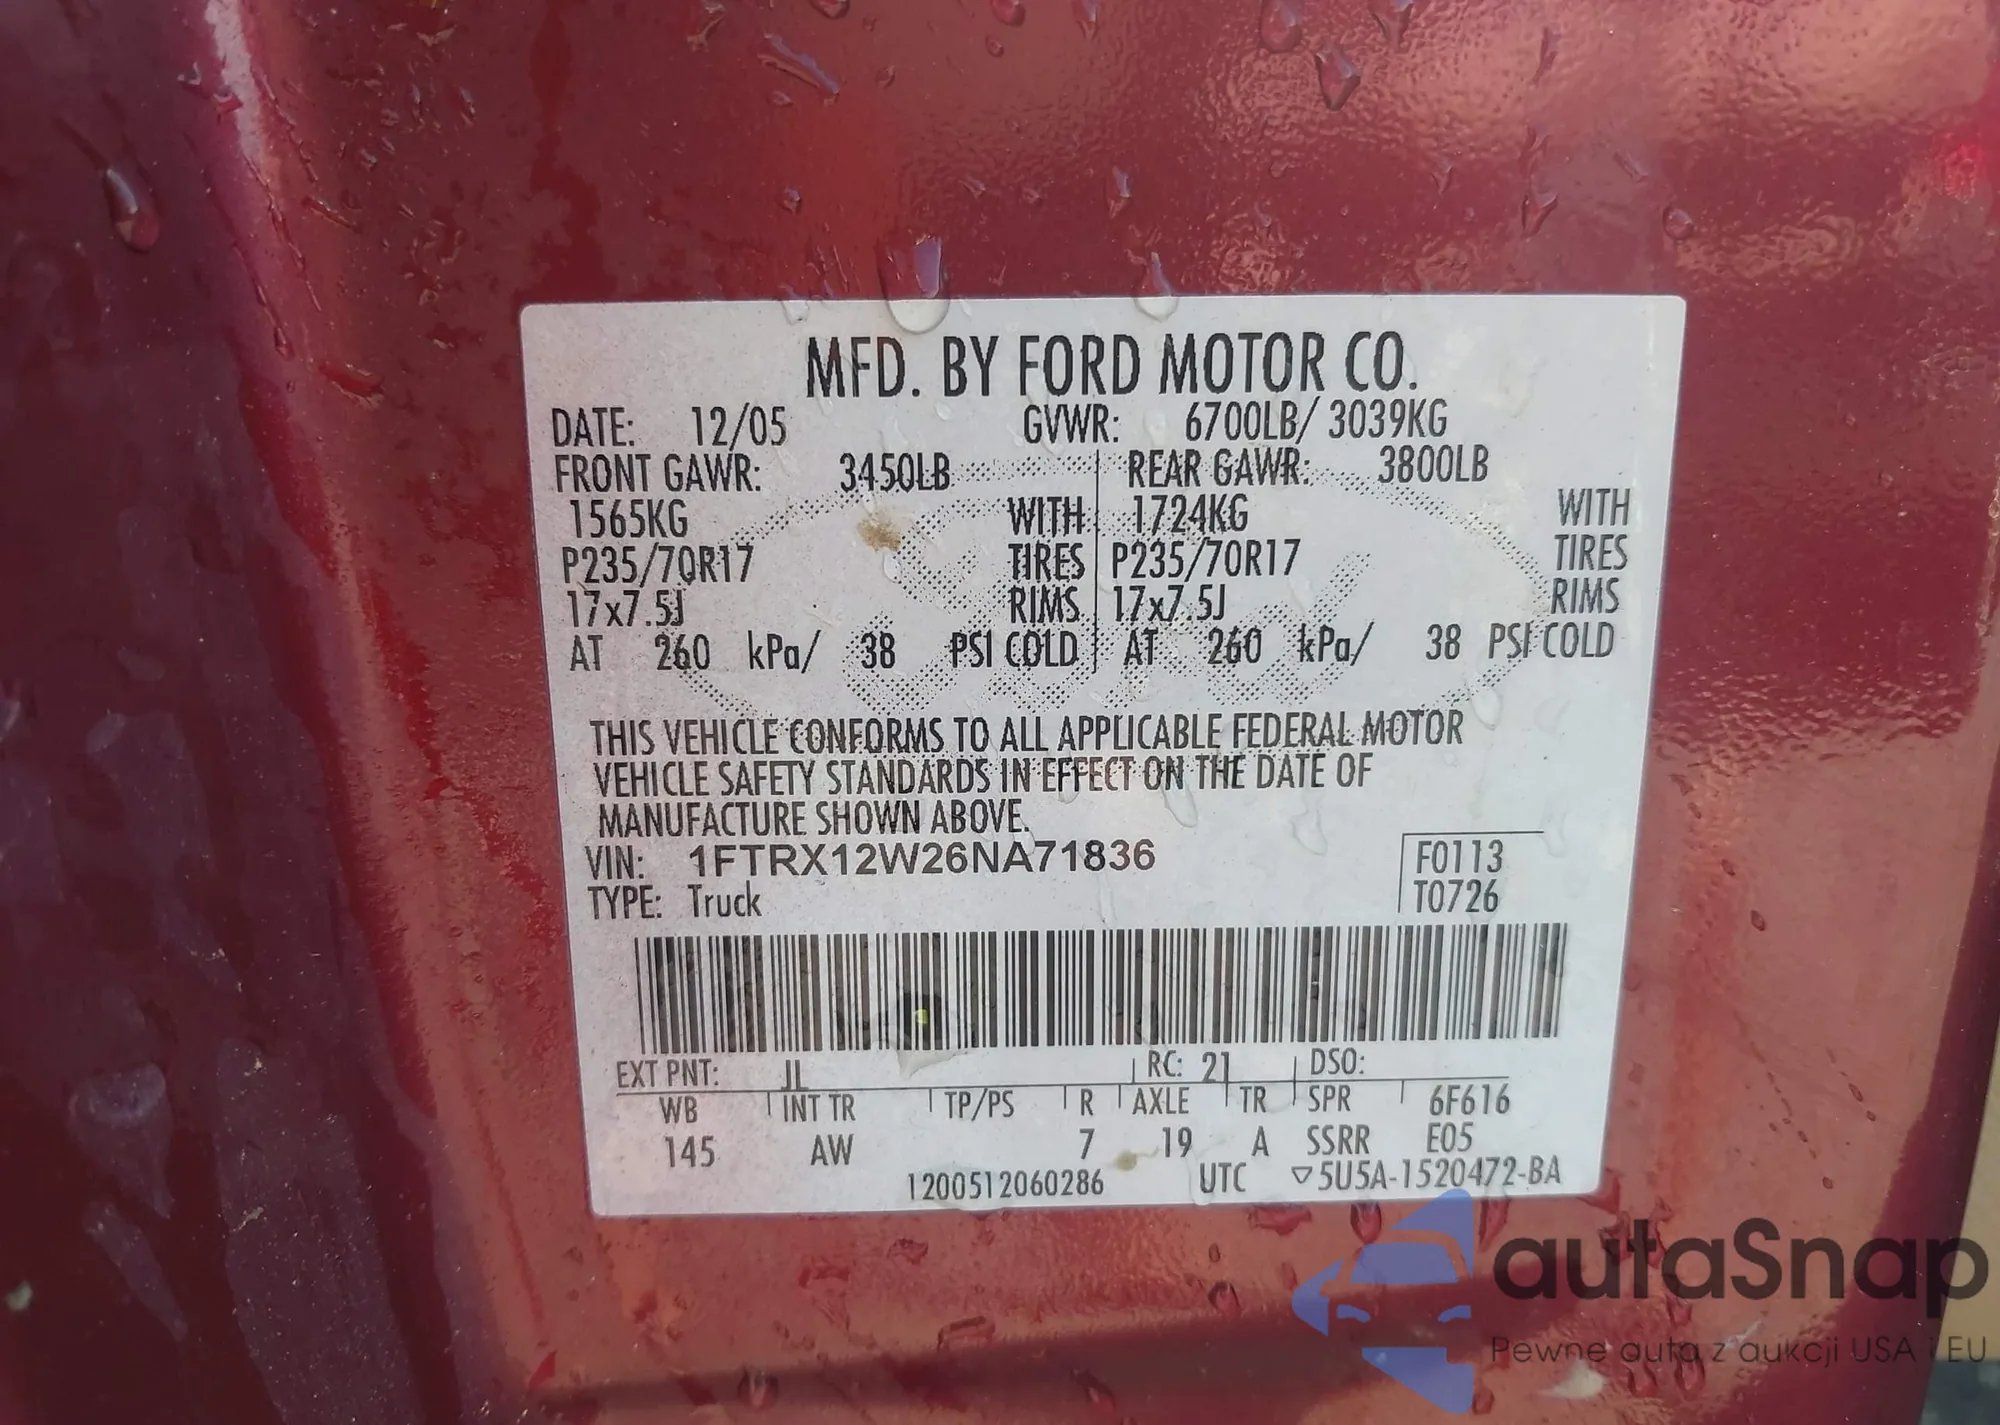 MFD. BY FORD MOTOR CO.
DATE: 12/05 GVWR: 6700LB/ 3039KG
FRONT GAWR: 3450LB REAR GAWR: 3800LB
1565KG WITH 1724KG WITH
P235/70R17 TIRES P235/70R17 TIRES
17x7.5J RIMS 17x7.5J RIMS
AT 260 kPa/ 38 PSI COLD AT 260 kPa/ 38 PSI COLD
THIS VEHICLE CONFORMS TO ALL APPLICABLE FEDERAL MOTOR
VEHICLE SAFETY STANDARDS IN EFFECT ON THE DATE OF
MANUFACTURE SHOWN ABOVE.
VIN: 1FTRX12W26NA71836 F0113
TYPE: Truck T0726
EXT PNT: JL RC: 21 DSO:
WB INT TR TP/PS R AXLE TR SPR 6F616
145 AW 7 19 A SSRR E05
1200512060286 UTC ▽5U5A-1520472-BA
autaSnap
Pewne auta z aukcji USA i EU